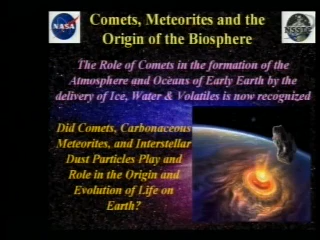 NASA
NSSTC
Comets, Meteorites and the
Origin of the Biosphere
The Role of Comets in the formation of the
Atmosphere and Oceans of Early Earth by the
delivery of Ice, Water & Volatiles is now recognized
Did Comets, Carbonaceous
Meteorites, and Interstellar
Dust Particles Play and
Role in the Origin and
Evolution of Life on
Earth?